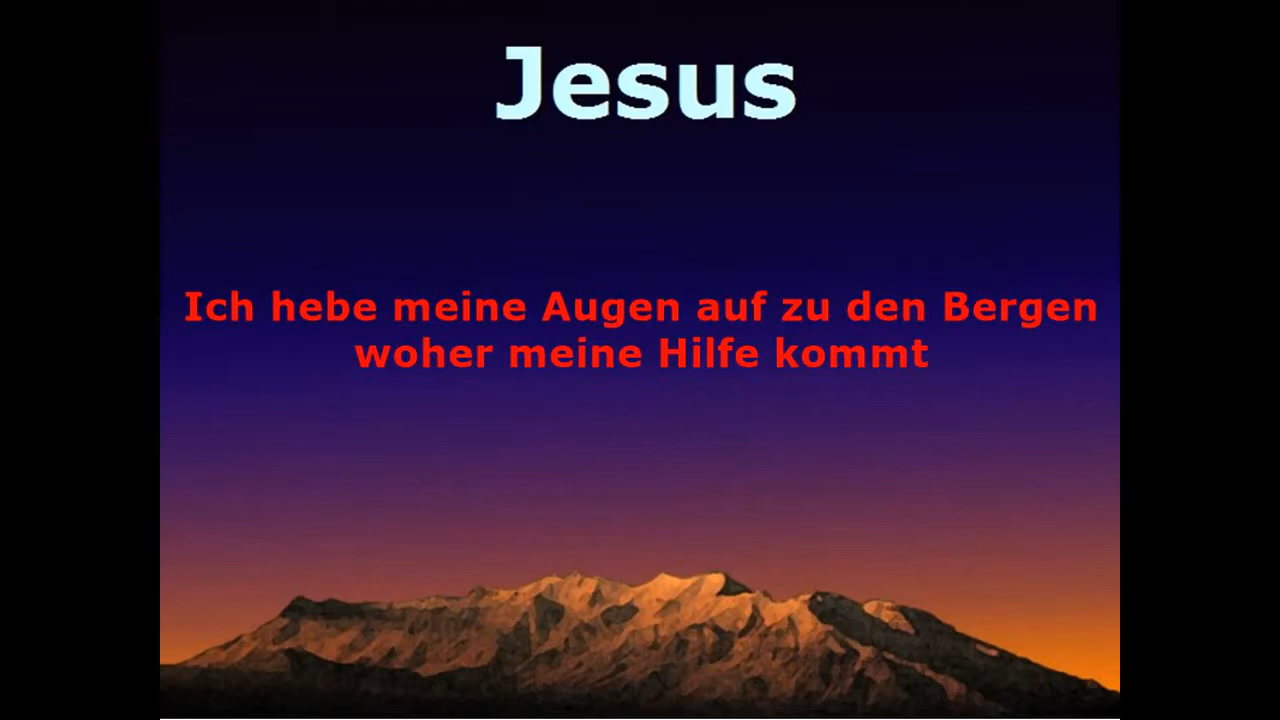 Jesus
Ich hebe meine Augen auf zu den Bergen
woher meine Hilfe kommt